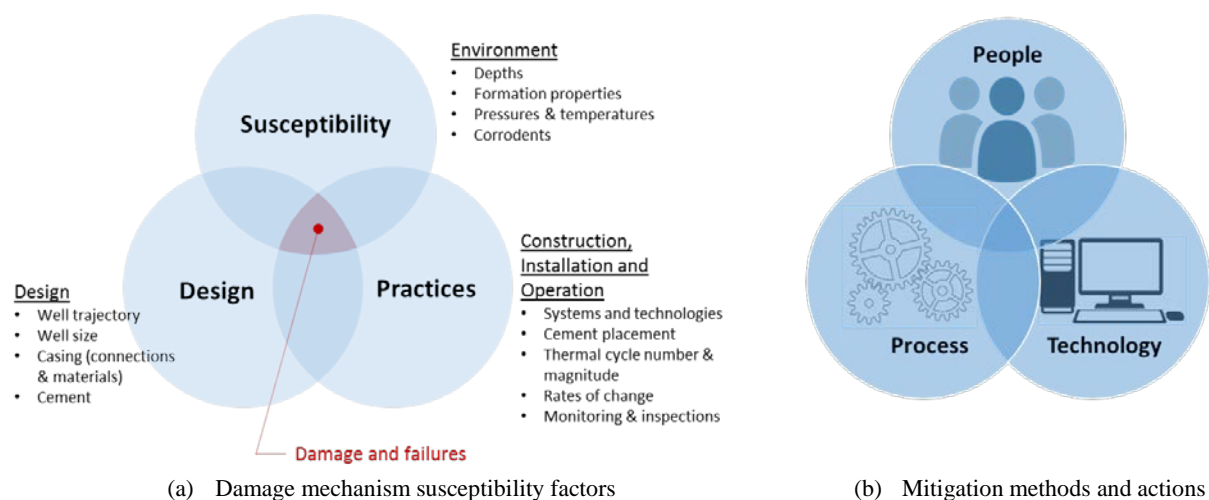 Susceptibility
Environment
• Depths
• Formation properties
• Pressures & temperatures
• Corrodents
Design
Practices
Design
• Well trajectory
• Well size
• Casing (connections
& materials)
• Cement
Construction,
Installation and
Operation
• Systems and technologies
• Cement placement
• Thermal cycle number &
magnitude
• Rates of change
• Monitoring & inspections
Damage and failures
(a) Damage mechanism susceptibility factors
People
Process
Technology
(b) Mitigation methods and actions